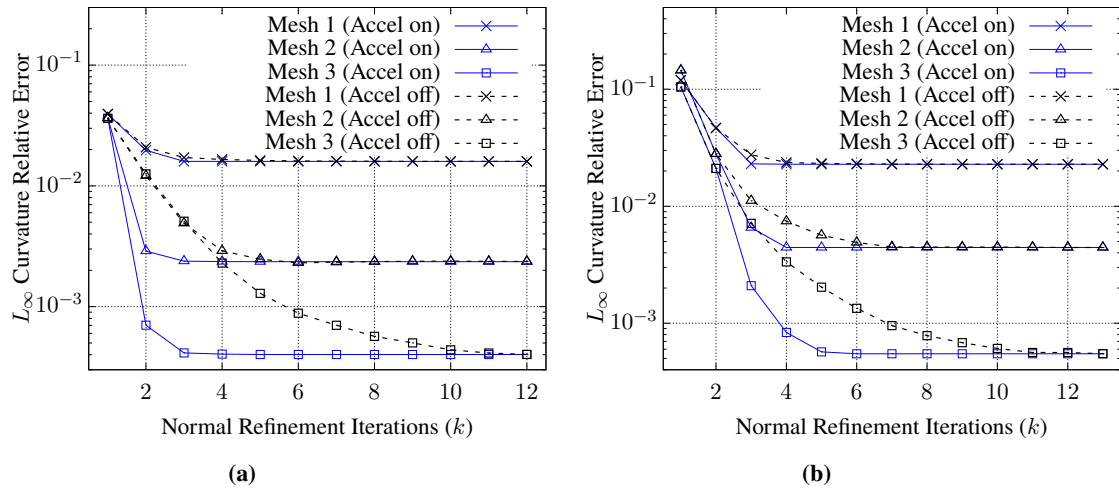 Mesh 1 (Accel on)
Mesh 2 (Accel on)
Mesh 3 (Accel on)
Mesh 1 (Accel off)
Mesh 2 (Accel off)
Mesh 3 (Accel off)
10⁻¹
10⁻²
10⁻³
L∞ Curvature Relative Error
2 4 6 8 10 12
Normal Refinement Iterations (k)
(a)
Mesh 1 (Accel on)
Mesh 2 (Accel on)
Mesh 3 (Accel on)
Mesh 1 (Accel off)
Mesh 2 (Accel off)
Mesh 3 (Accel off)
10⁻¹
10⁻²
10⁻³
L∞ Curvature Relative Error
2 4 6 8 10 12
Normal Refinement Iterations (k)
(b)